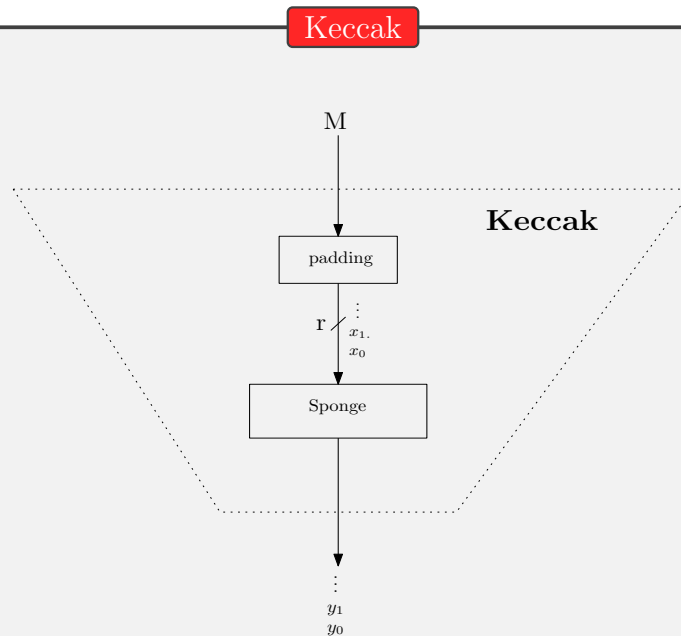 Keccak
M
Keccak
padding
r
⋮
x₁.
x₀
Sponge
⋮
y₁
y₀